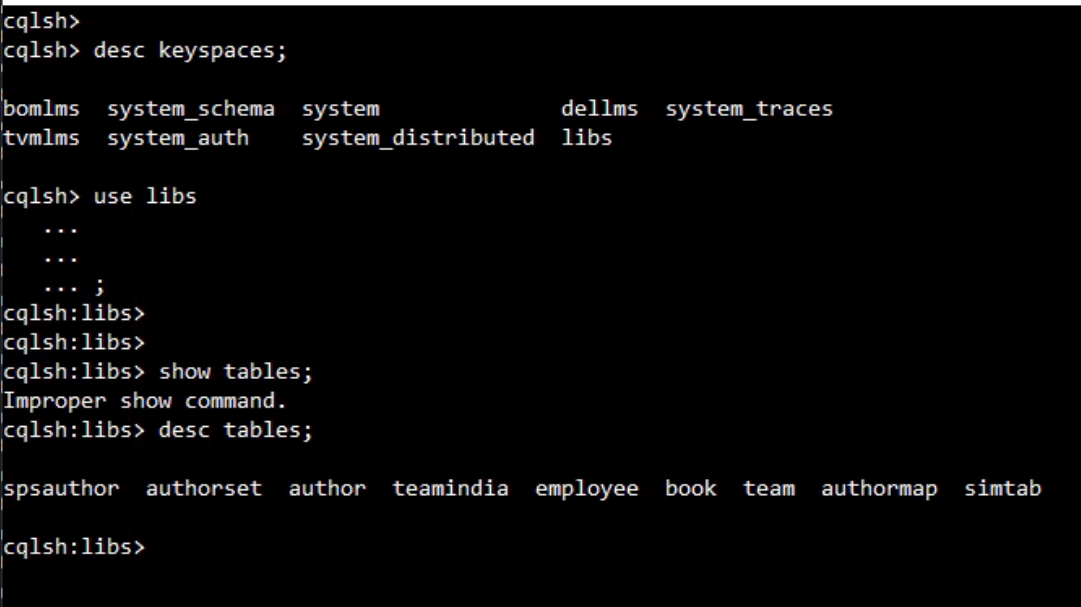 cqlsh>
cqlsh> desc keyspaces;
bomlms  system_schema  system              dellms  system_traces
tvmlms  system_auth    system_distributed  libs
cqlsh> use libs
   ...
   ...
   ... ;
cqlsh:libs>
cqlsh:libs>
cqlsh:libs> show tables;
Improper show command.
cqlsh:libs> desc tables;
spsauthor  authorset  author  teamindia  employee  book  team  authormap  simtab
cqlsh:libs>